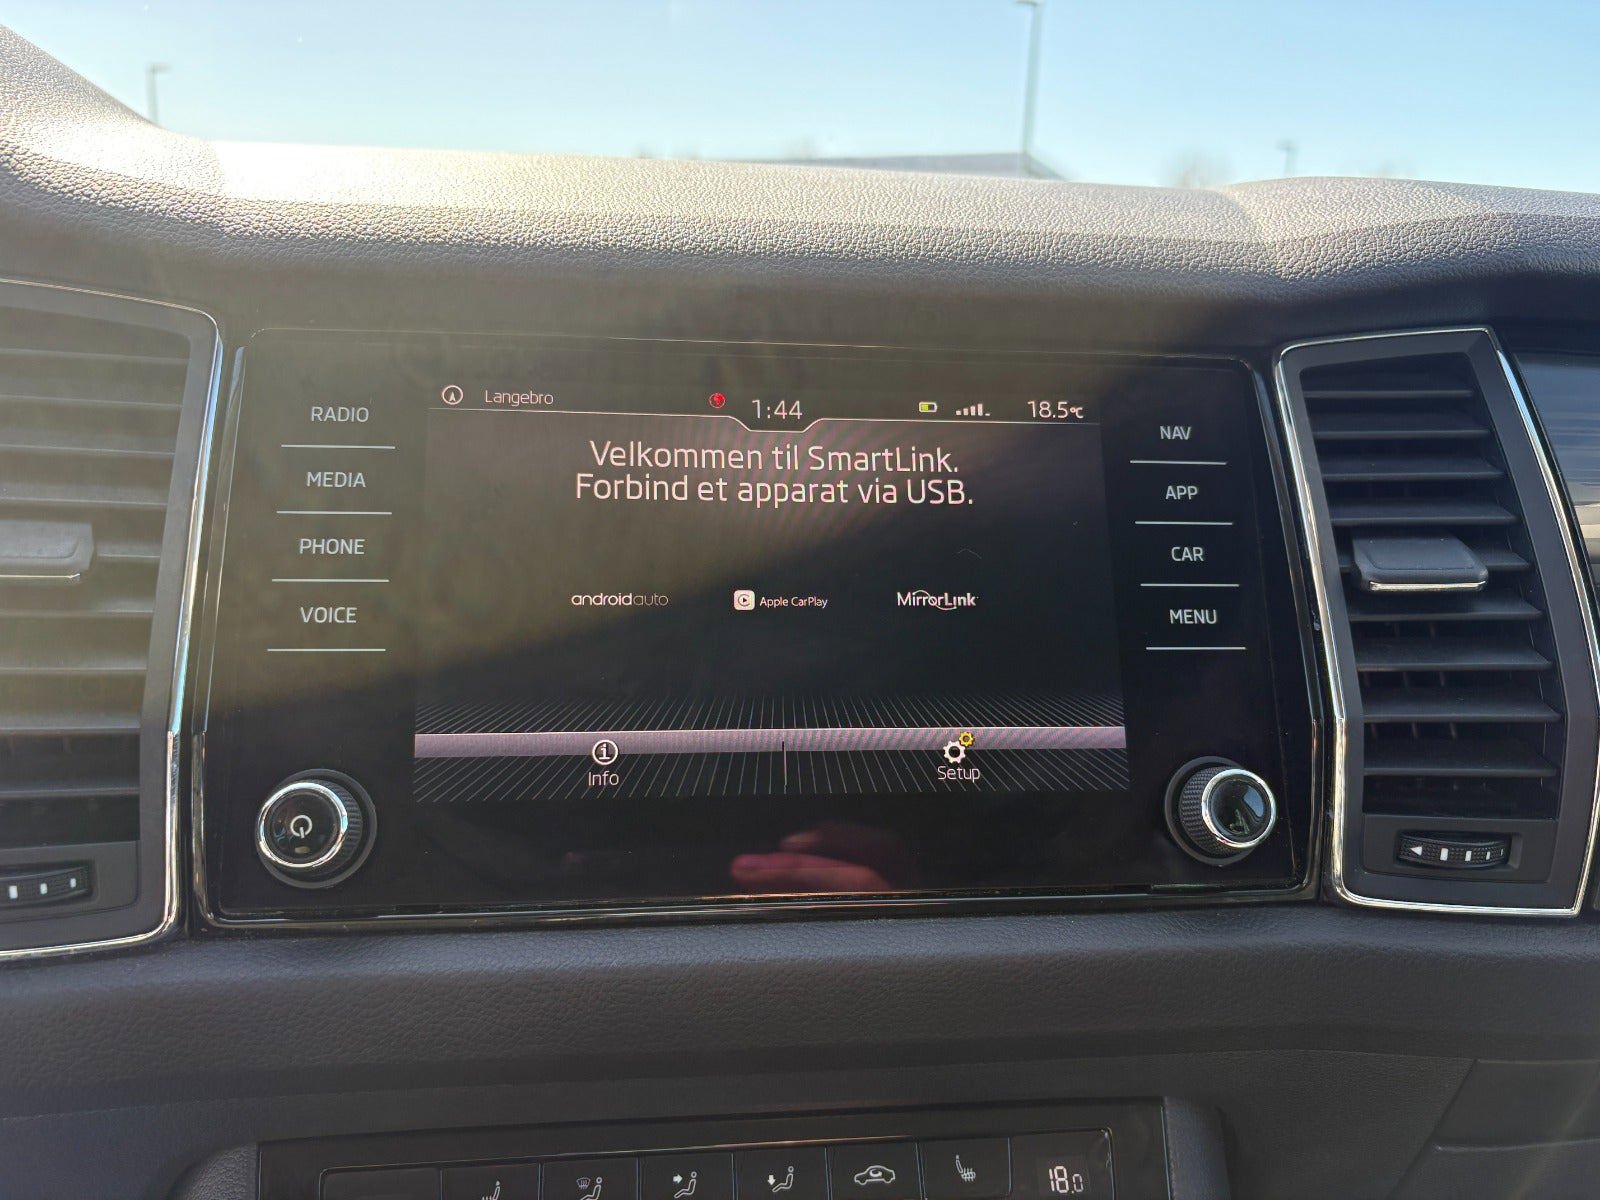 Langebro
1:44
18.5°C
Velkommen til SmartLink.
Forbind et apparat via USB.
androidauto
Apple CarPlay
MirrorLink
Info
Setup
RADIO
MEDIA
PHONE
VOICE
NAV
APP
CAR
MENU
18.0